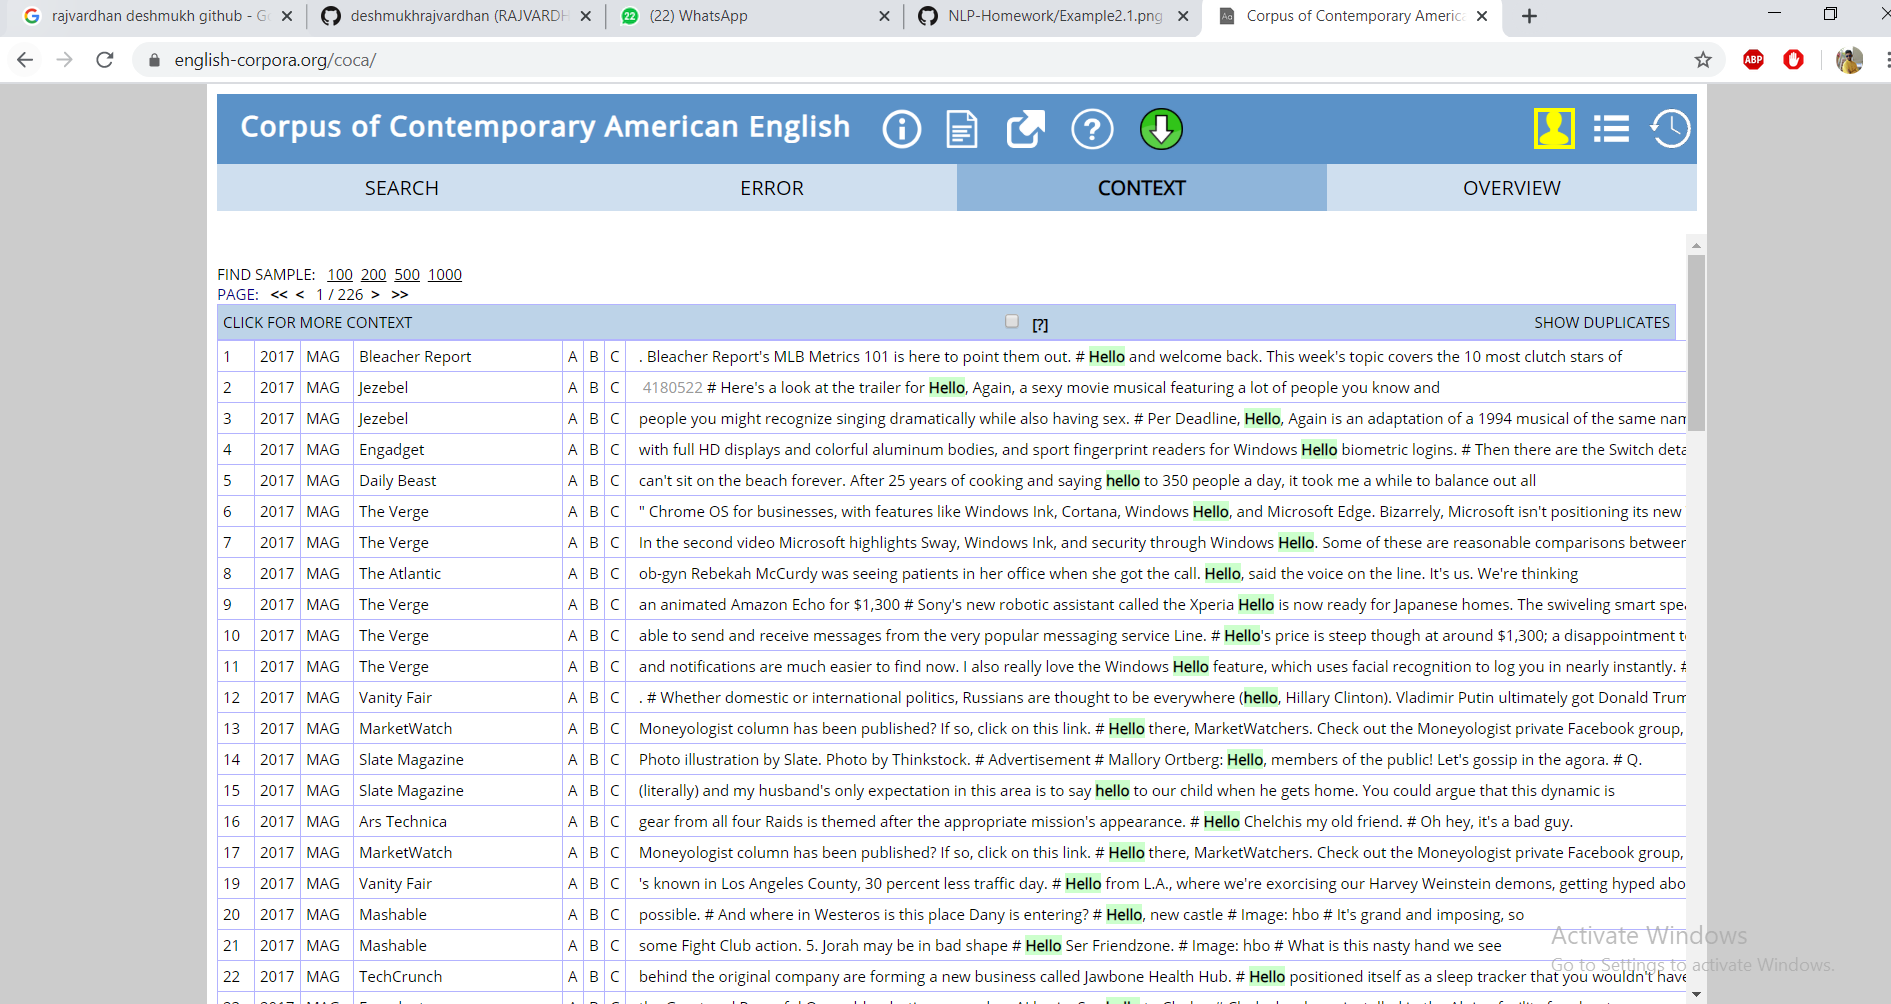 rajvardhan deshmukh github - G
deshmukhrajvardhan (RAJVARDH
22 (22) WhatsApp
NLP-Homework/Example2.1.png
Corpus of Contemporary America
english-corpora.org/coca/
ABP
Corpus of Contemporary American English
SEARCH ERROR CONTEXT OVERVIEW
FIND SAMPLE: 100 200 500 1000
PAGE: << < 1 / 226 > >>
CLICK FOR MORE CONTEXT [?] SHOW DUPLICATES
1 2017 MAG Bleacher Report A B C . Bleacher Report's MLB Metrics 101 is here to point them out. # Hello and welcome back. This week's topic covers the 10 most clutch stars of
2 2017 MAG Jezebel A B C 4180522 # Here's a look at the trailer for Hello, Again, a sexy movie musical featuring a lot of people you know and
3 2017 MAG Jezebel A B C people you might recognize singing dramatically while also having sex. # Per Deadline, Hello, Again is an adaptation of a 1994 musical of the same nam
4 2017 MAG Engadget A B C with full HD displays and colorful aluminum bodies, and sport fingerprint readers for Windows Hello biometric logins. # Then there are the Switch deta
5 2017 MAG Daily Beast A B C can't sit on the beach forever. After 25 years of cooking and saying hello to 350 people a day, it took me a while to balance out all
6 2017 MAG The Verge A B C " Chrome OS for businesses, with features like Windows Ink, Cortana, Windows Hello, and Microsoft Edge. Bizarrely, Microsoft isn't positioning its new
7 2017 MAG The Verge A B C In the second video Microsoft highlights Sway, Windows Ink, and security through Windows Hello. Some of these are reasonable comparisons between
8 2017 MAG The Atlantic A B C ob-gyn Rebekah McCurdy was seeing patients in her office when she got the call. Hello, said the voice on the line. It's us. We're thinking
9 2017 MAG The Verge A B C an animated Amazon Echo for $1,300 # Sony's new robotic assistant called the Xperia Hello is now ready for Japanese homes. The swiveling smart spea
10 2017 MAG The Verge A B C able to send and receive messages from the very popular messaging service Line. # Hello's price is steep though at around $1,300; a disappointment t
11 2017 MAG The Verge A B C and notifications are much easier to find now. I also really love the Windows Hello feature, which uses facial recognition to log you in nearly instantly. #
12 2017 MAG Vanity Fair A B C . # Whether domestic or international politics, Russians are thought to be everywhere (hello, Hillary Clinton). Vladimir Putin ultimately got Donald Trum
13 2017 MAG MarketWatch A B C Moneyologist column has been published? If so, click on this link. # Hello there, MarketWatchers. Check out the Moneyologist private Facebook group,
14 2017 MAG Slate Magazine A B C Photo illustration by Slate. Photo by Thinkstock. # Advertisement # Mallory Ortberg: Hello, members of the public! Let's gossip in the agora. # Q.
15 2017 MAG Slate Magazine A B C (literally) and my husband's only expectation in this area is to say hello to our child when he gets home. You could argue that this dynamic is
16 2017 MAG Ars Technica A B C gear from all four Raids is themed after the appropriate mission's appearance. # Hello Chelchis my old friend. # Oh hey, it's a bad guy.
17 2017 MAG MarketWatch A B C Moneyologist column has been published? If so, click on this link. # Hello there, MarketWatchers. Check out the Moneyologist private Facebook group,
19 2017 MAG Vanity Fair A B C 's known in Los Angeles County, 30 percent less traffic day. # Hello from L.A., where we're exorcising our Harvey Weinstein demons, getting hyped abo
20 2017 MAG Mashable A B C possible. # And where in Westeros is this place Dany is entering? # Hello, new castle # Image: hbo # It's grand and imposing, so
21 2017 MAG Mashable A B C some Fight Club action. 5. Jorah may be in bad shape # Hello Ser Friendzone. # Image: hbo # What is this nasty hand we see
22 2017 MAG TechCrunch A B C behind the original company are forming a new business called Jawbone Health Hub. # Hello positioned itself as a sleep tracker that you wouldn't have
Activate Windows
Go to Settings to activate Windows.